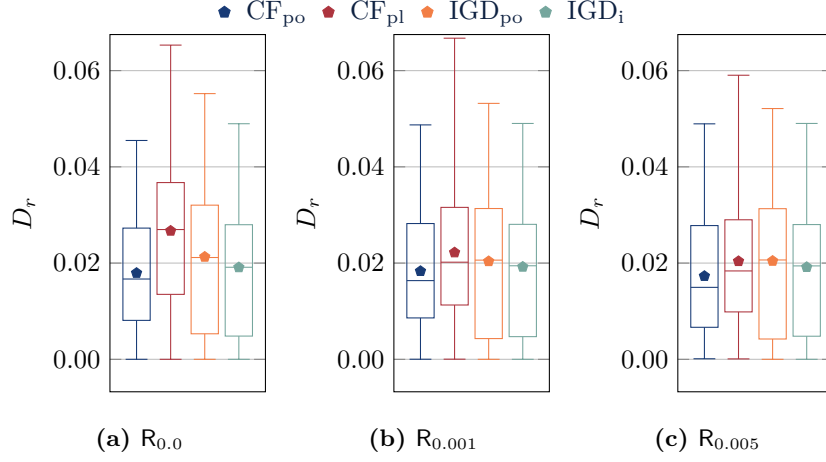 CF_po CF_pl IGD_po IGD_i
0.06 0.06 0.06
0.04 0.04 0.04
D_r D_r D_r
0.02 0.02 0.02
0.00 0.00 0.00
(a) R_0.0 (b) R_0.001 (c) R_0.005